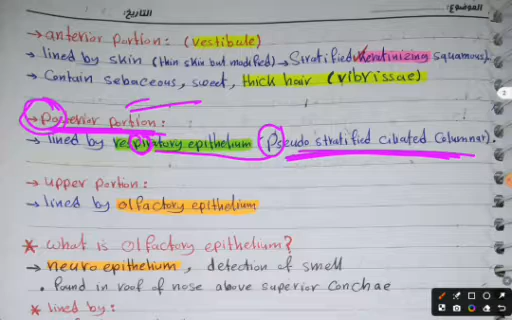 الموضوع: التاريخ:
→ anterior portion: (vestibule)
→ lined by skin (thin skin but modified) → Stratified keratinizing squamous).
→ Contain sebaceous, sweet, thick hair (vibrissae)
→ Posterior portion:
→ lined by respiratory epithelium (Pseudo stratified ciliated Columnar).
→ upper portion:
→ lined by olfactory epithelium
* what is olfactory epithelium?
→ neuro epithelium, detection of smell
• Found in roof of nose above superior Conchae
* lined by: